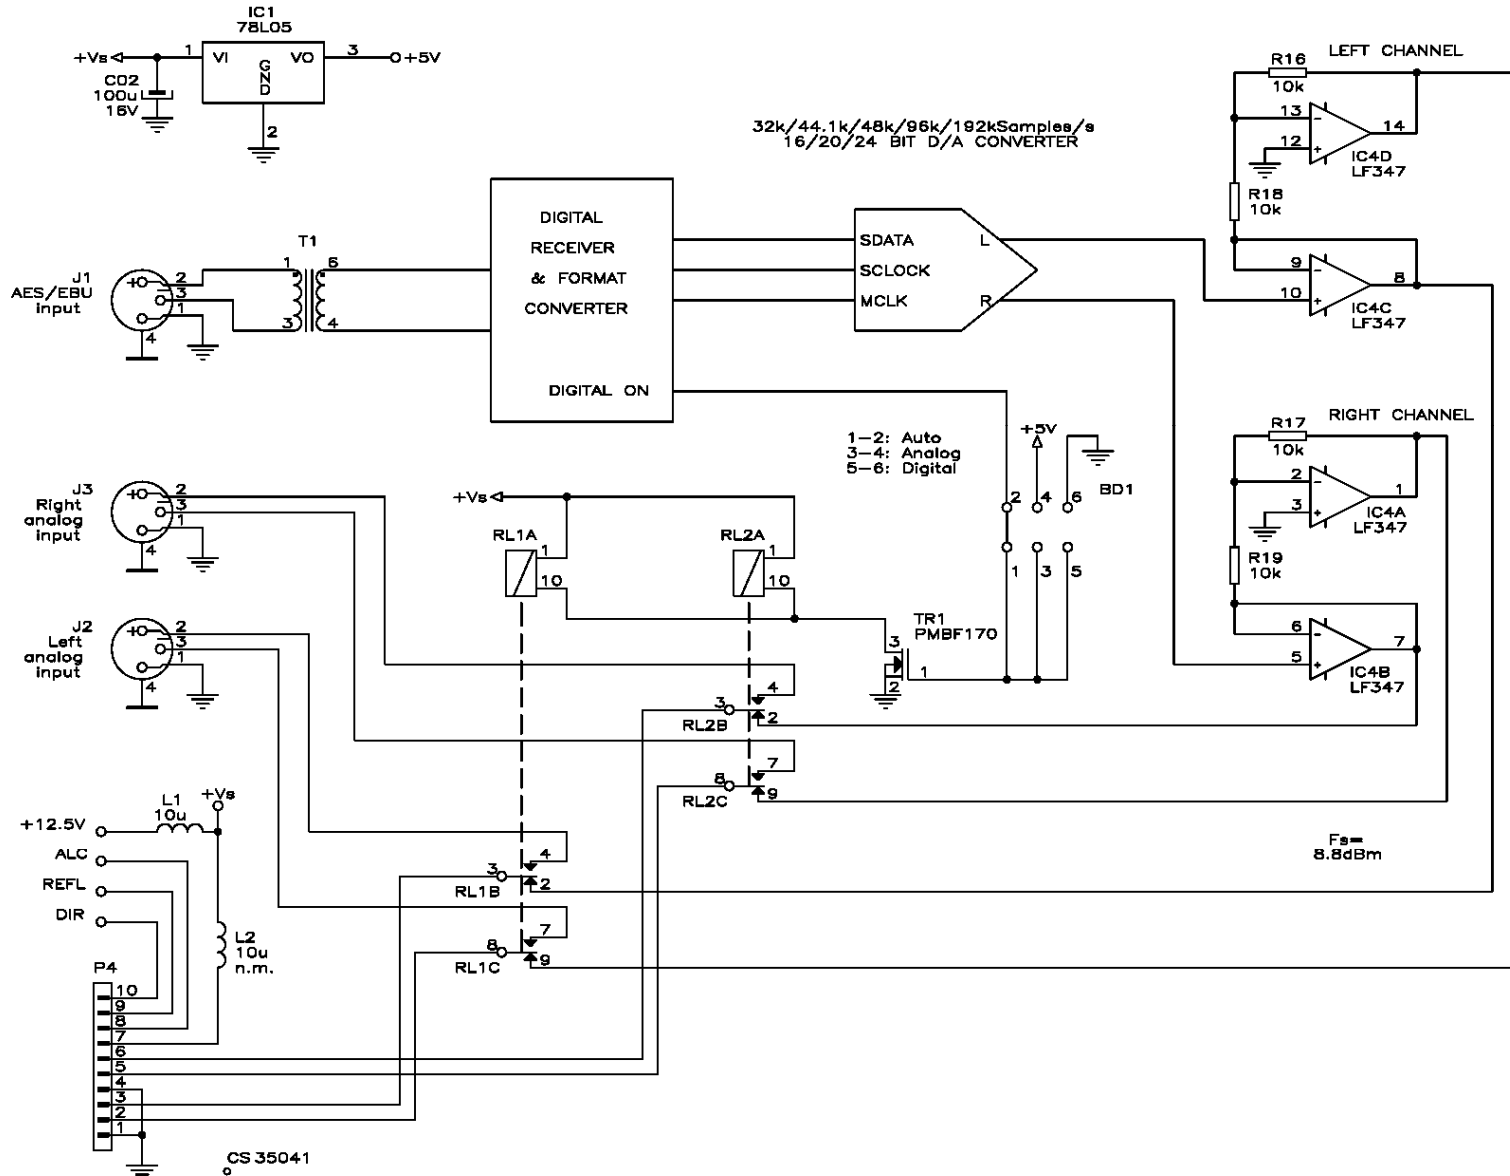 IC1
78L05
+Vs
1
VI
VO
3
+5V
GND
2
C02
100u
16V
LEFT CHANNEL
R16
10k
13
-
14
12
+
IC4D
LF347
R18
10k
9
-
8
10
+
IC4C
LF347
32k/44.1k/48k/96k/192kSamples/s
16/20/24 BIT D/A CONVERTER
DIGITAL
RECEIVER
& FORMAT
CONVERTER
DIGITAL ON
SDATA
SCLOCK
MCLK
L
R
T1
1
6
3
4
J1
AES/EBU
input
+
2
-
3
1
4
RIGHT CHANNEL
R17
10k
2
-
1
3
+
IC4A
LF347
R19
10k
6
-
7
5
+
IC4B
LF347
1-2: Auto
3-4: Analog
5-6: Digital
+5V
BD1
2
4
6
1
3
5
J3
Right
analog
input
+
2
-
3
1
4
J2
Left
analog
input
+
2
-
3
1
4
+Vs
RL1A
1
10
RL2A
1
10
TR1
PMBF170
3
1
2
4
3
2
RL2B
7
8
9
RL2C
4
3
2
RL1B
7
8
9
RL1C
Fs=
8.8dBm
L1
10u
+Vs
+12.5V
ALC
REFL
DIR
L2
10u
n.m.
P4
10
9
8
7
6
5
4
3
2
1
CS 35041